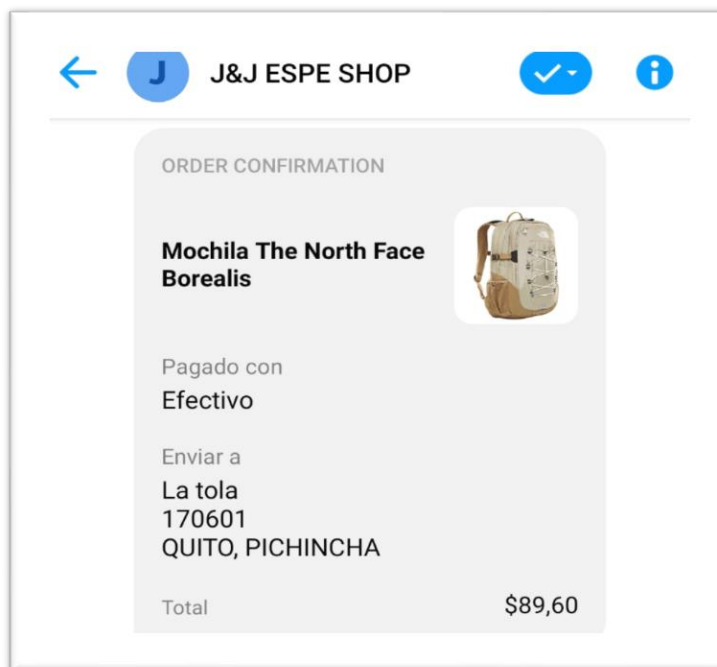 J J&J ESPE SHOP
ORDER CONFIRMATION
Mochila The North Face
Borealis
Pagado con
Efectivo
Enviar a
La tola
170601
QUITO, PICHINCHA
Total $89,60